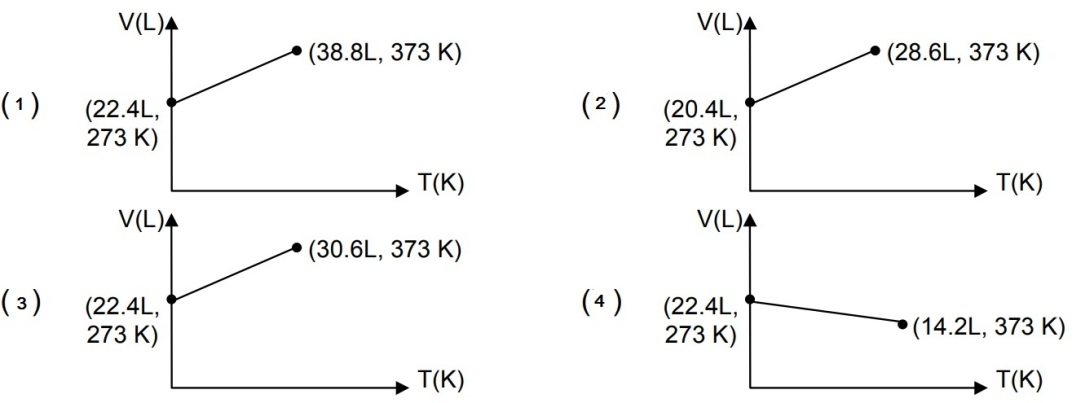 V(L)
(38.8L, 373 K)
(1)
(22.4L,
273 K)
T(K)
V(L)
(28.6L, 373 K)
(2)
(20.4L,
273 K)
T(K)
V(L)
(30.6L, 373 K)
(3)
(22.4L,
273 K)
T(K)
V(L)
(4)
(22.4L,
273 K)
(14.2L, 373 K)
T(K)